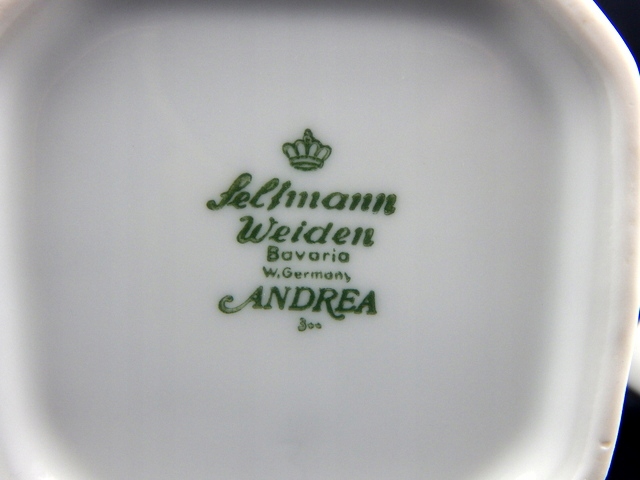 Seltmann
Weiden
Bavaria
W.Germany
ANDREA